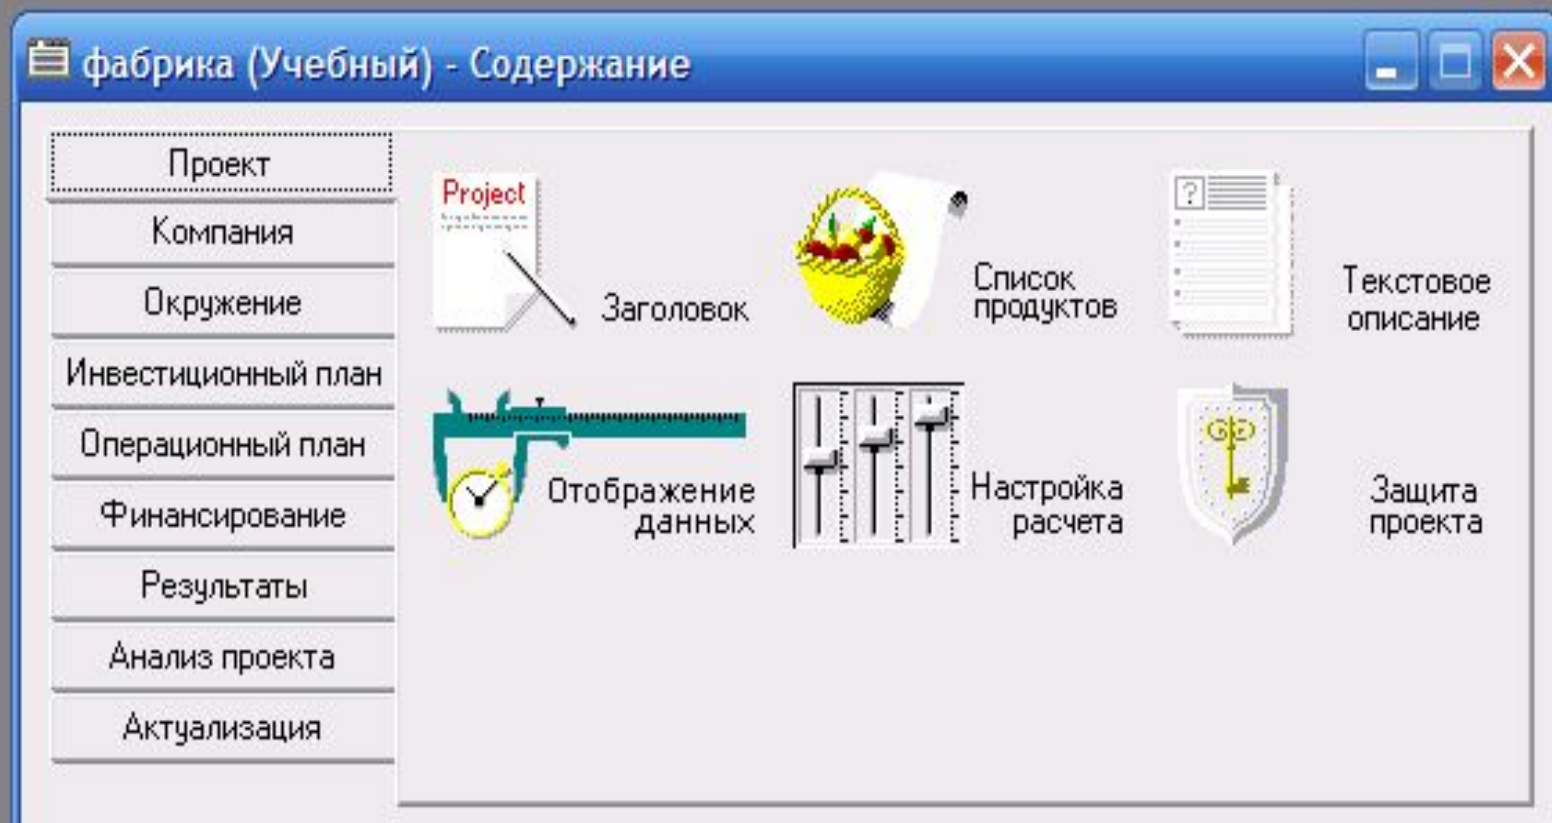 фабрика (Учебный) - Содержание
Проект
Компания
Окружение
Инвестиционный план
Операционный план
Финансирование
Результаты
Анализ проекта
Актуализация
Project
Заголовок
Список
продуктов
?
Текстовое
описание
Отображение
данных
Настройка
расчета
Защита
проекта